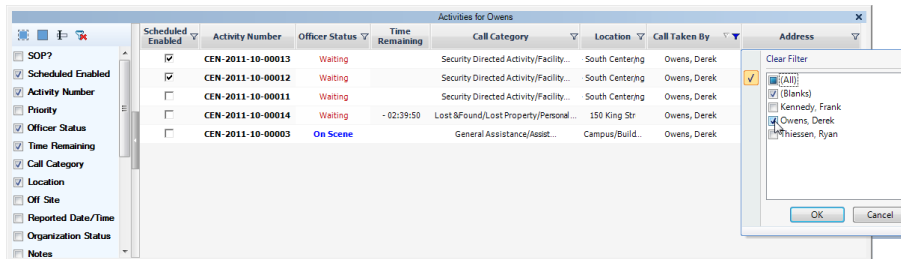 Activities for Owens
SOP?
Scheduled Enabled
Activity Number
Priority
Officer Status
Time Remaining
Call Category
Location
Off Site
Reported Date/Time
Organization Status
Notes
Scheduled Enabled Activity Number Officer Status Time Remaining Call Category Location Call Taken By Address
CEN-2011-10-00013 Waiting Security Directed Activity/Facility... South Center/ng Owens, Derek
CEN-2011-10-00012 Waiting Security Directed Activity/Facility... South Center/ng Owens, Derek
CEN-2011-10-00011 Waiting Security Directed Activity/Facility... South Center/ng Owens, Derek
CEN-2011-10-00014 Waiting - 02:39:50 Lost &Found/Lost Property/Personal... 150 King Str Owens, Derek
CEN-2011-10-00003 On Scene General Assistance/Assist... Campus/Build... Owens, Derek
Clear Filter
(All)
(Blanks)
Kennedy, Frank
Owens, Derek
Thiessen, Ryan
OK Cancel